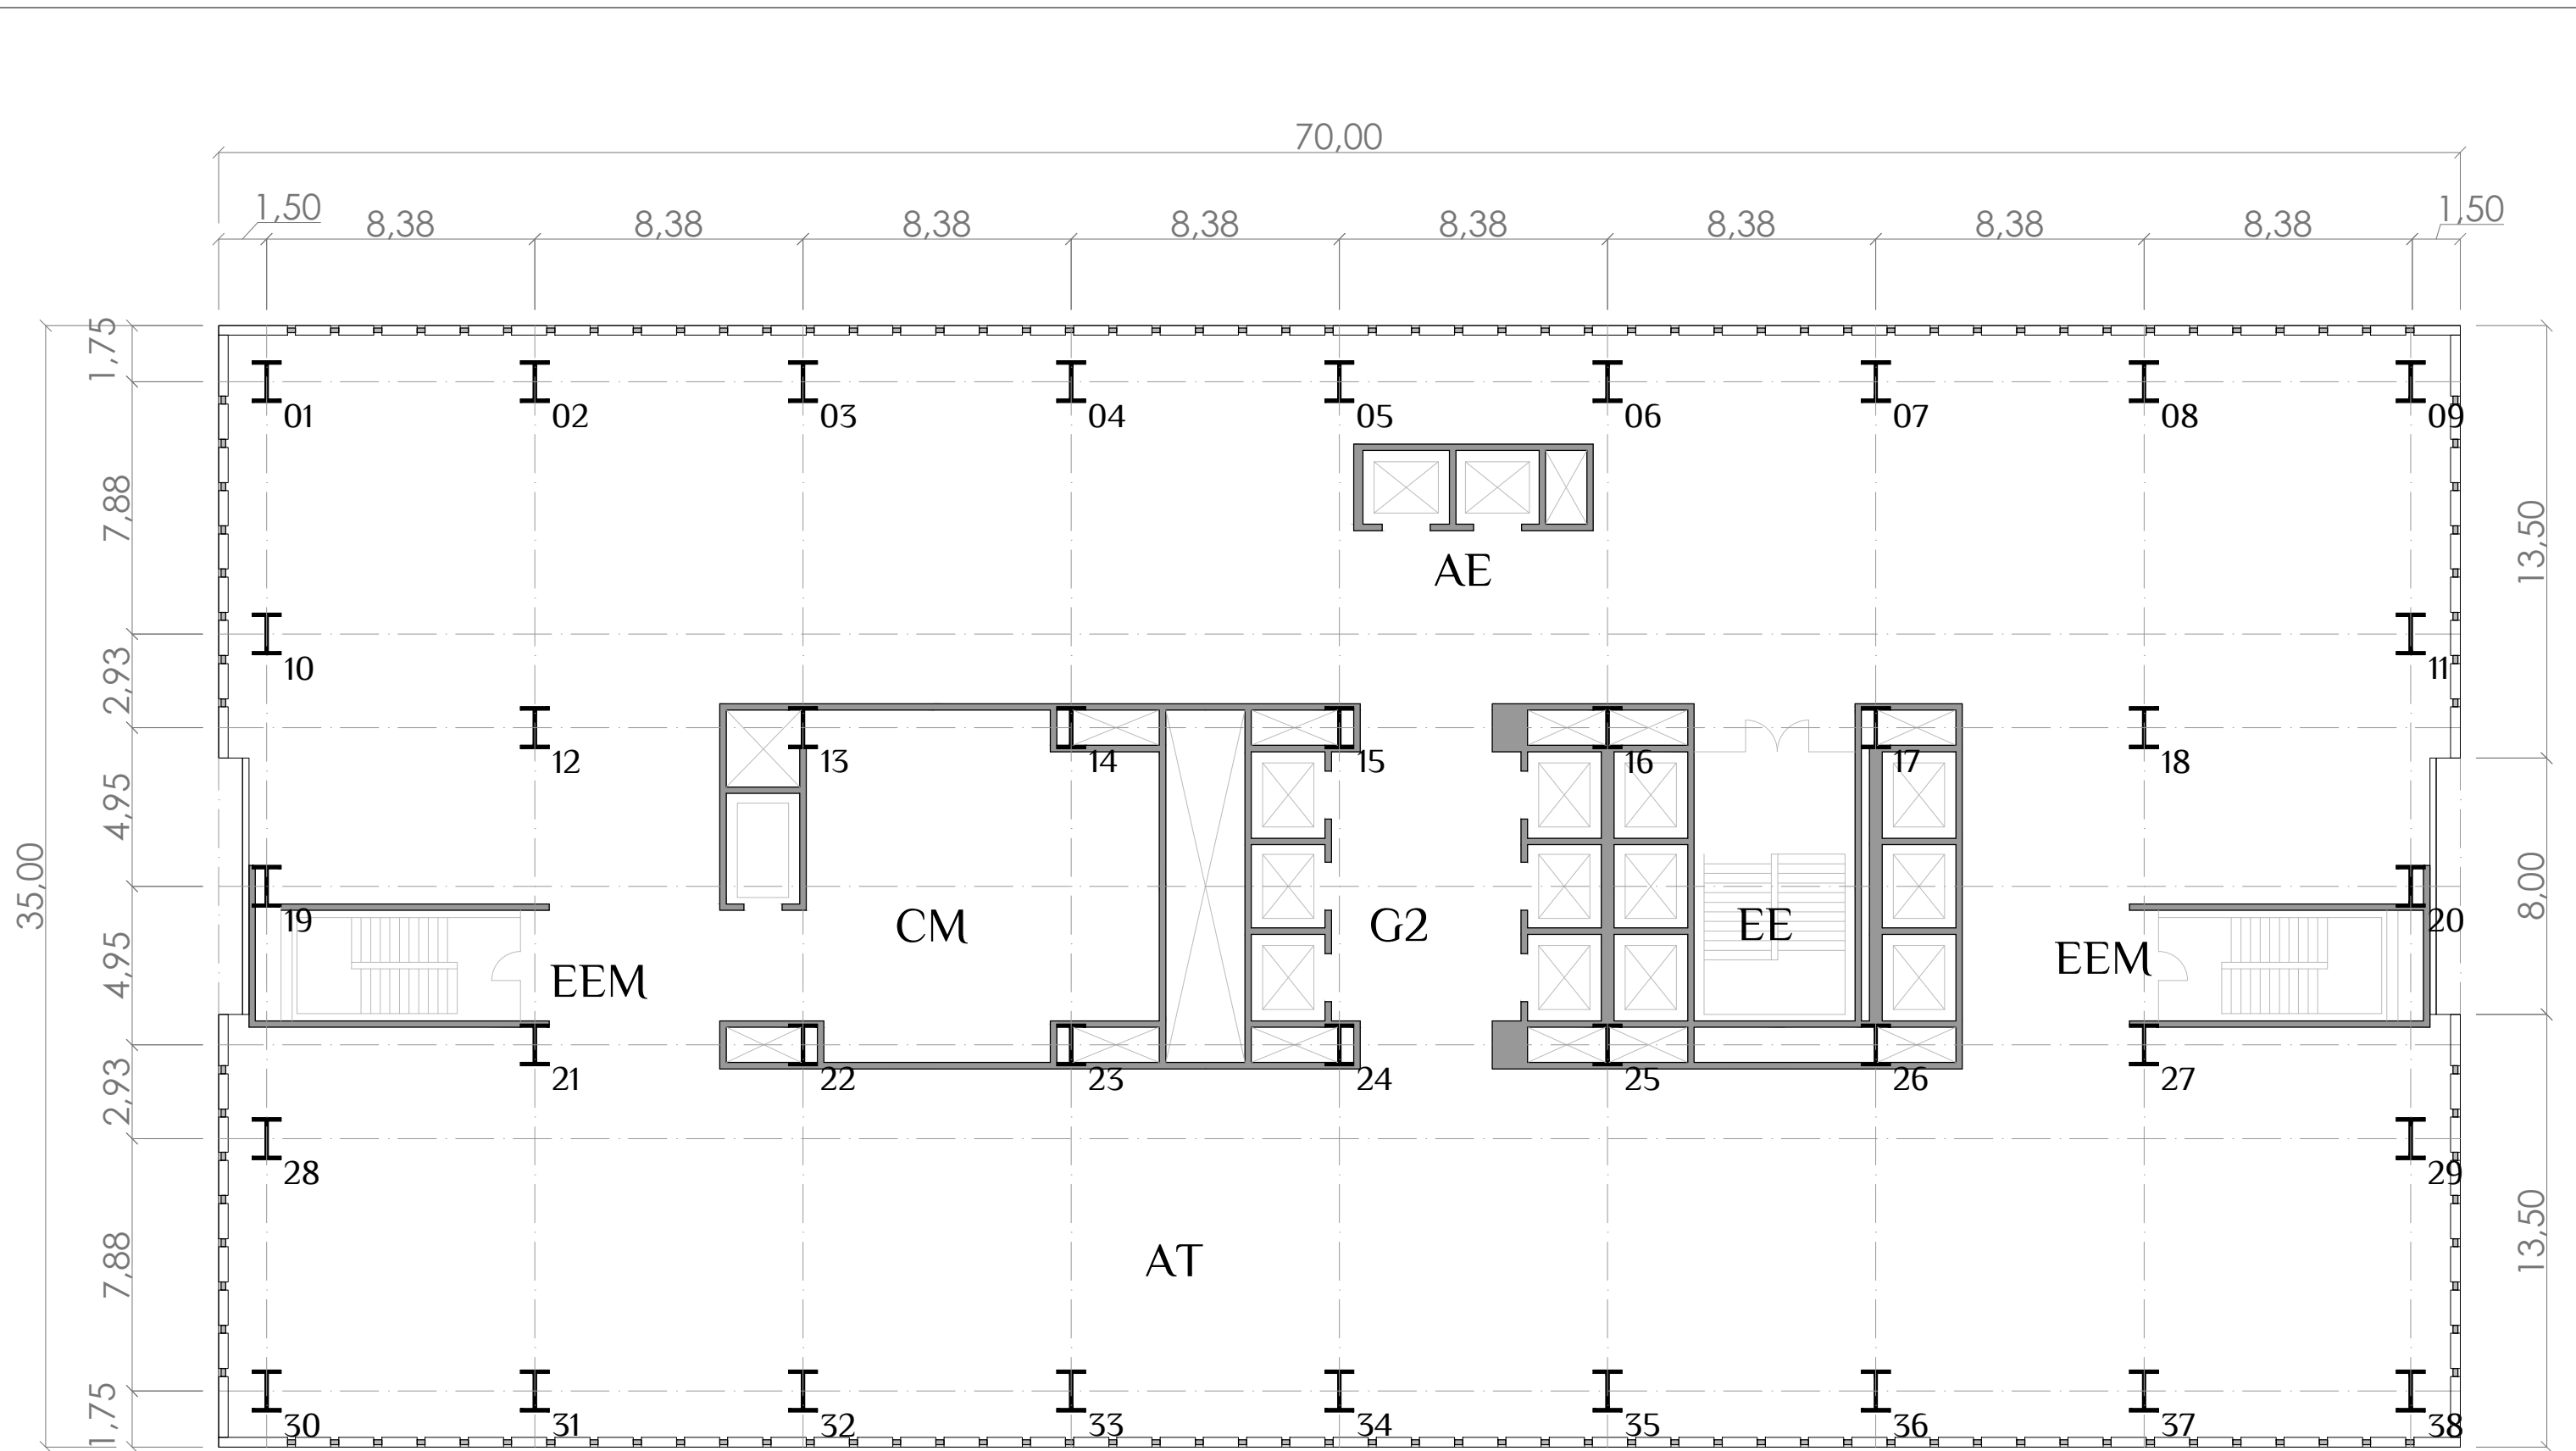 70,00
1,50 8,38 8,38 8,38 8,38 8,38 8,38 8,38 8,38 1,50
1,75
01 02 03 04 05 06 07 08 09
7,88
13,50
AE
10 11
2,93
12 13 14 15 16 17 18
4,95
35,00
8,00
19 CM G2 EE 20
EEM EEM
4,95
2,93
21 22 23 24 25 26 27
28 29
7,88
13,50
AT
1,75
30 31 32 33 34 35 36 37 38